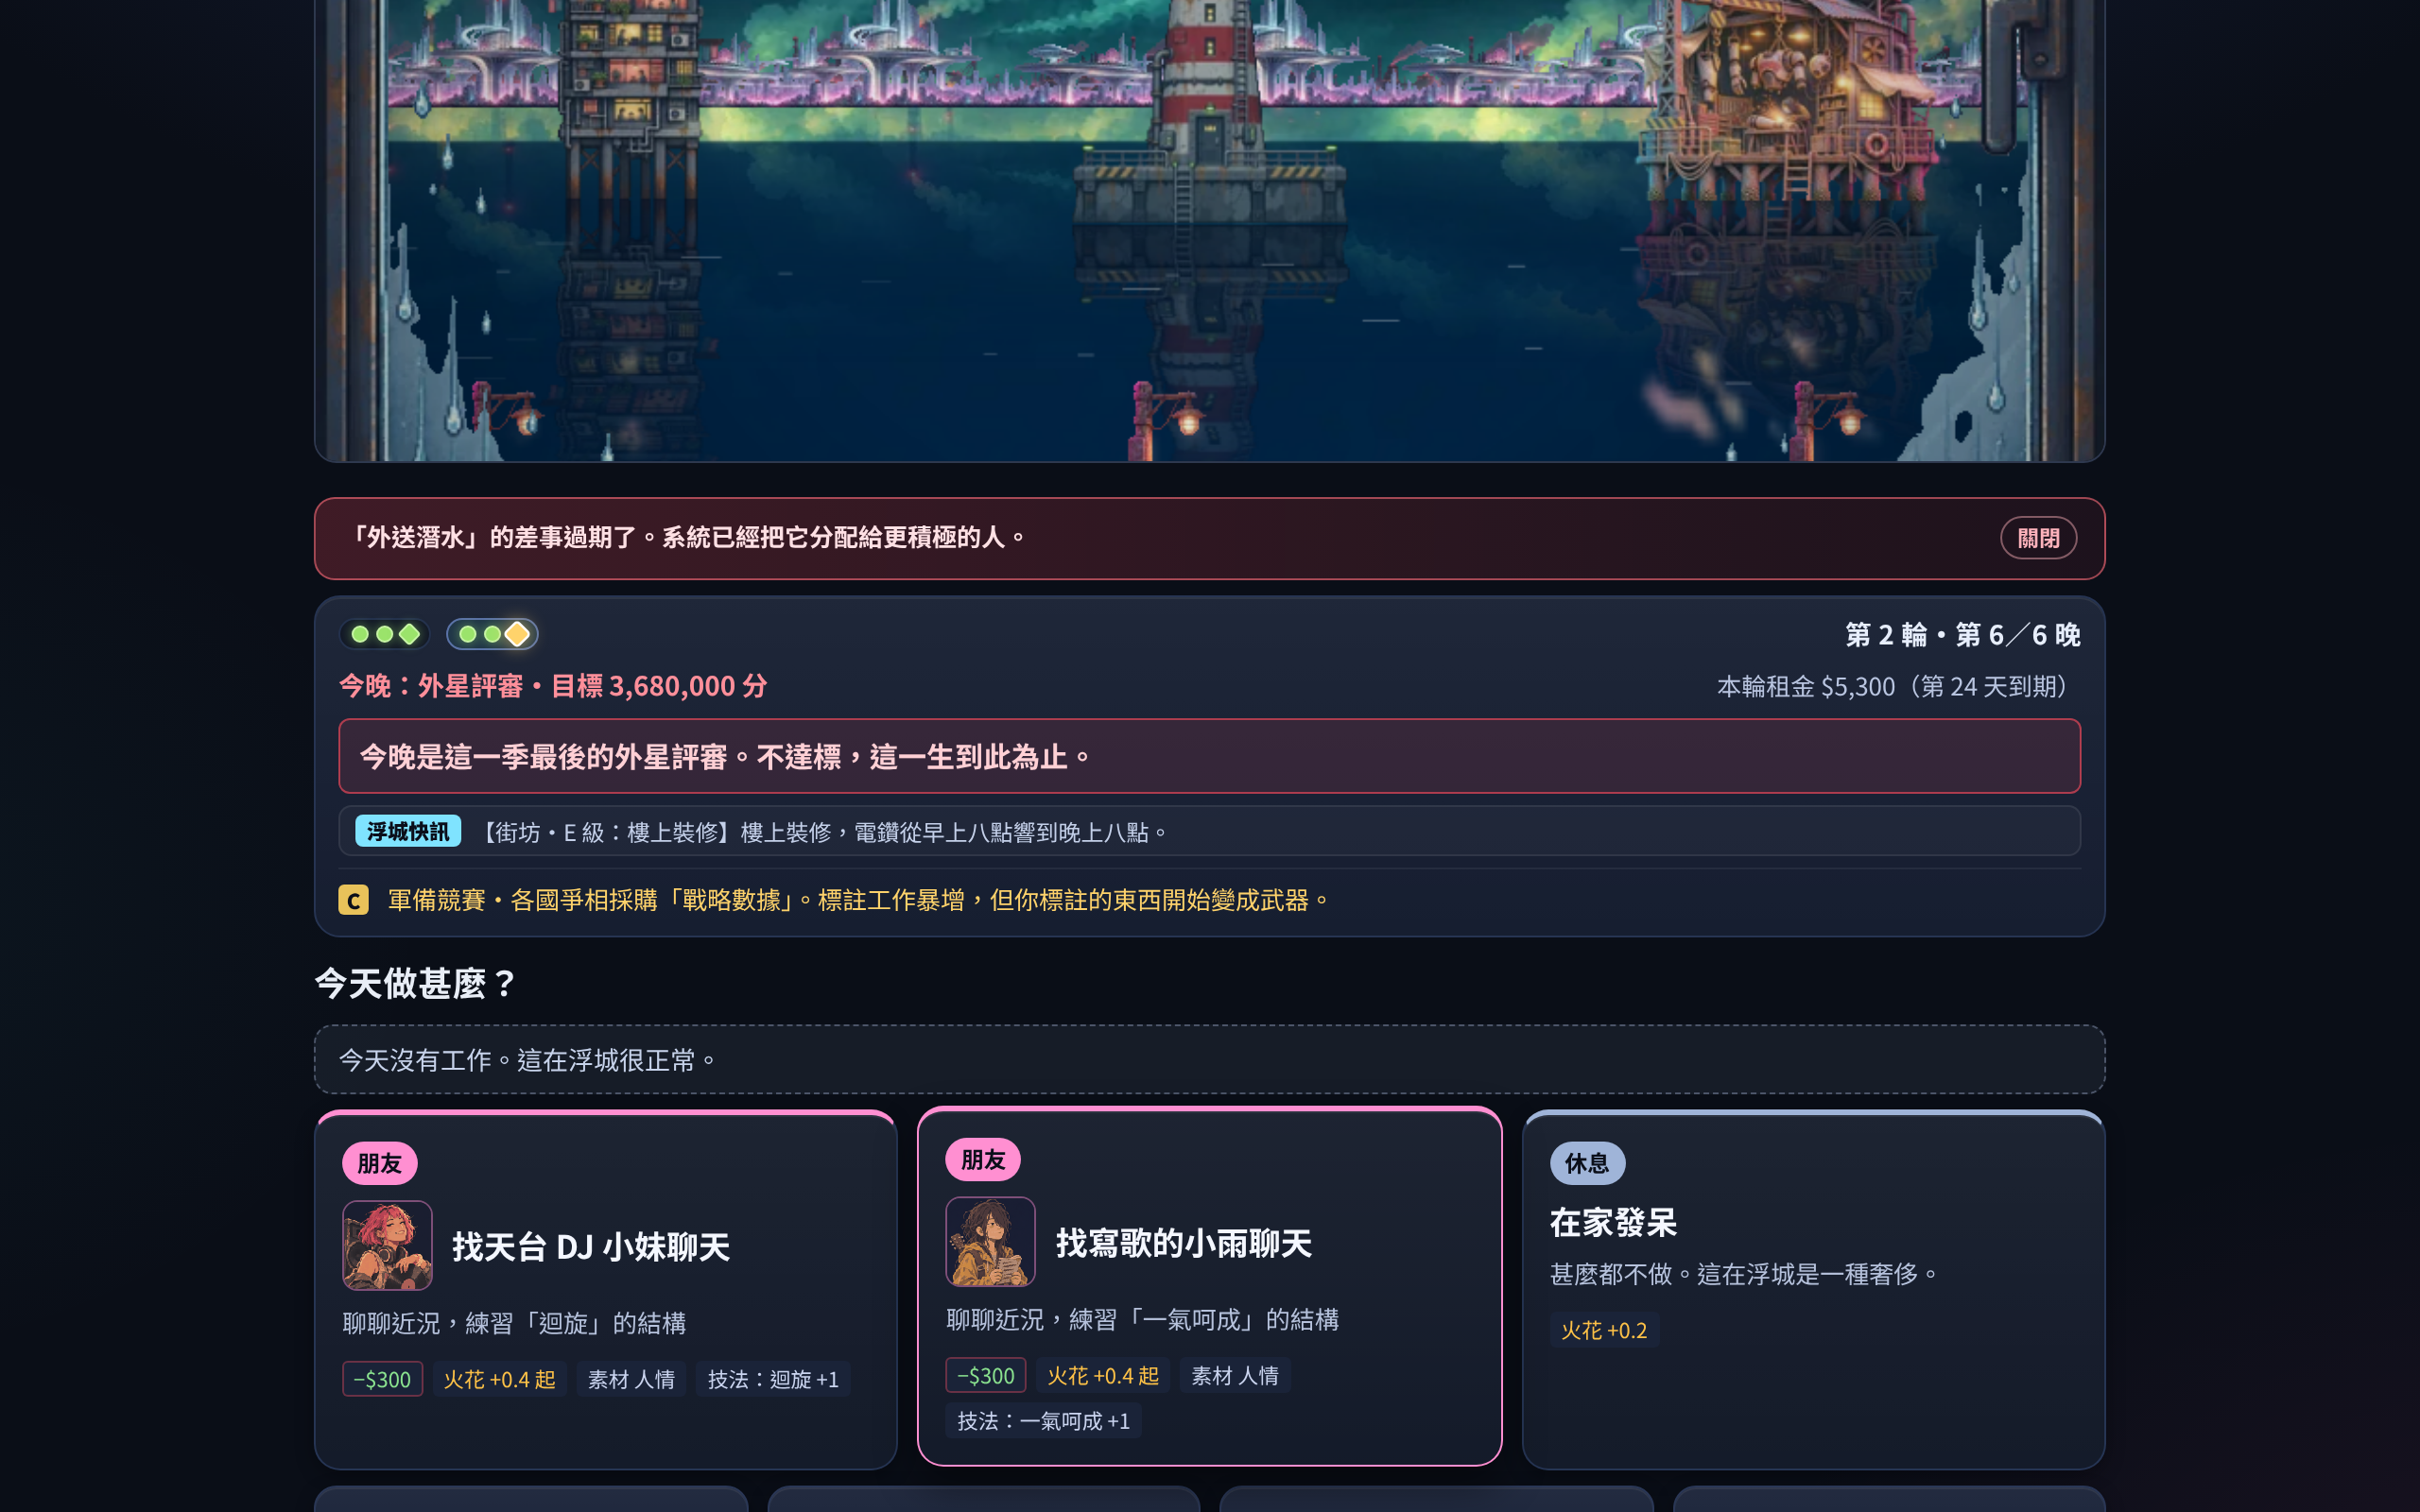 「外送潛水」的差事過期了。系統已經把它分配給更積極的人。
關閉
第 2 輪・第 6／6 晚
今晚：外星評審・目標 3,680,000 分
本輪租金 $5,300（第 24 天到期）
今晚是這一季最後的外星評審。不達標，這一生到此為止。
浮城快訊 【街坊・E 級：樓上裝修】樓上裝修，電鑽從早上八點響到晚上八點。
C 軍備競賽・各國爭相採購「戰略數據」。標註工作暴增，但你標註的東西開始變成武器。
今天做甚麼？
今天沒有工作。這在浮城很正常。
朋友
找天台 DJ 小妹聊天
聊聊近況，練習「迴旋」的結構
−$300 火花 +0.4 起 素材 人情 技法：迴旋 +1
朋友
找寫歌的小雨聊天
聊聊近況，練習「一氣呵成」的結構
−$300 火花 +0.4 起 素材 人情
技法：一氣呵成 +1
休息
在家發呆
甚麼都不做。這在浮城是一種奢侈。
火花 +0.2